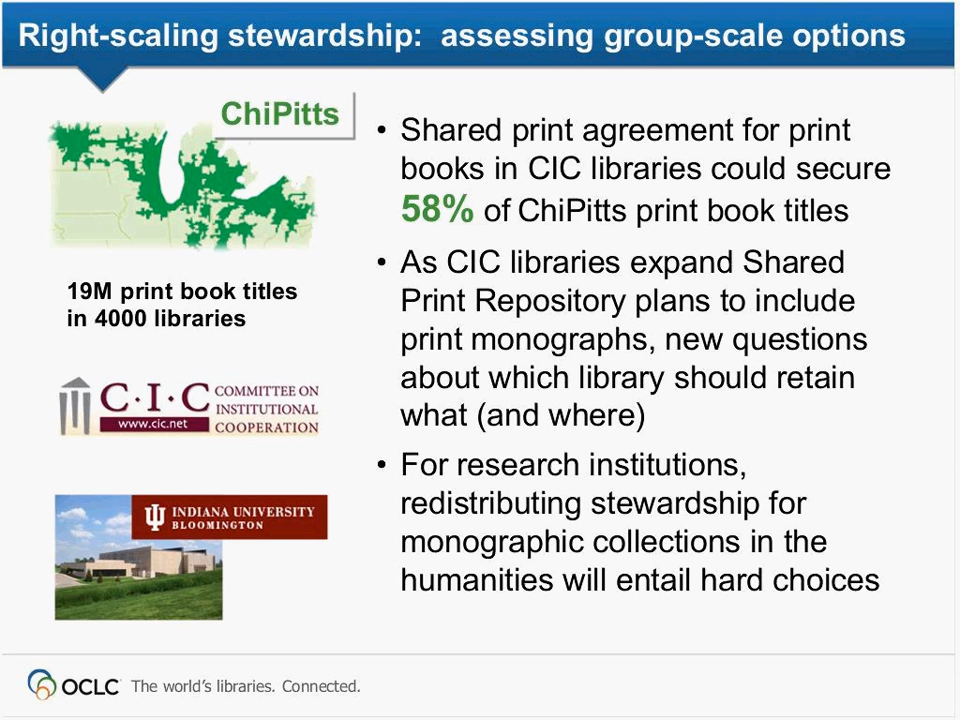 Right-scaling stewardship: assessing group-scale options
ChiPitts
19M print book titles
in 4000 libraries
C·I·C
www.cic.net
COMMITTEE ON
INSTITUTIONAL
COOPERATION
INDIANA UNIVERSITY
BLOOMINGTON
• Shared print agreement for print
books in CIC libraries could secure
58% of ChiPitts print book titles
• As CIC libraries expand Shared
Print Repository plans to include
print monographs, new questions
about which library should retain
what (and where)
• For research institutions,
redistributing stewardship for
monographic collections in the
humanities will entail hard choices
OCLC The world’s libraries. Connected.